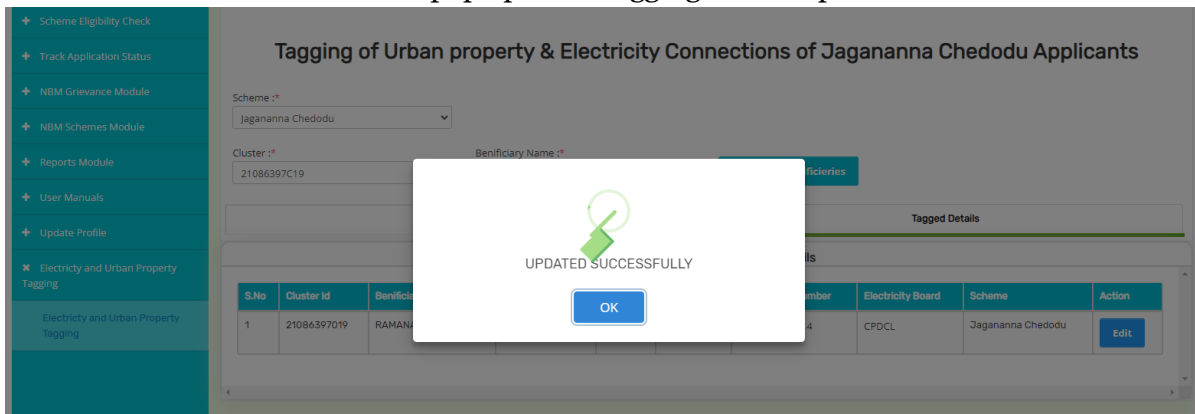 Scheme Eligibility Check
Track Application Status
NBM Grievance Module
NBM Schemes Module
Reports Module
User Manuals
Update Profile
Electricty and Urban Property
Tagging
Electricty and Urban Property
Tagging
Tagging of Urban property & Electricity Connections of Jagananna Chedodu Applicants
Scheme :*
Jagananna Chedodu
Cluster :*
Benificiary Name :*
21086397C19
ficieries
Tagged Details
ils
UPDATED SUCCESSFULLY
OK
S.No Cluster Id Benificia umber Electricity Board Scheme Action
1 21086397019 RAMANA 4 CPDCL Jagananna Chedodu Edit